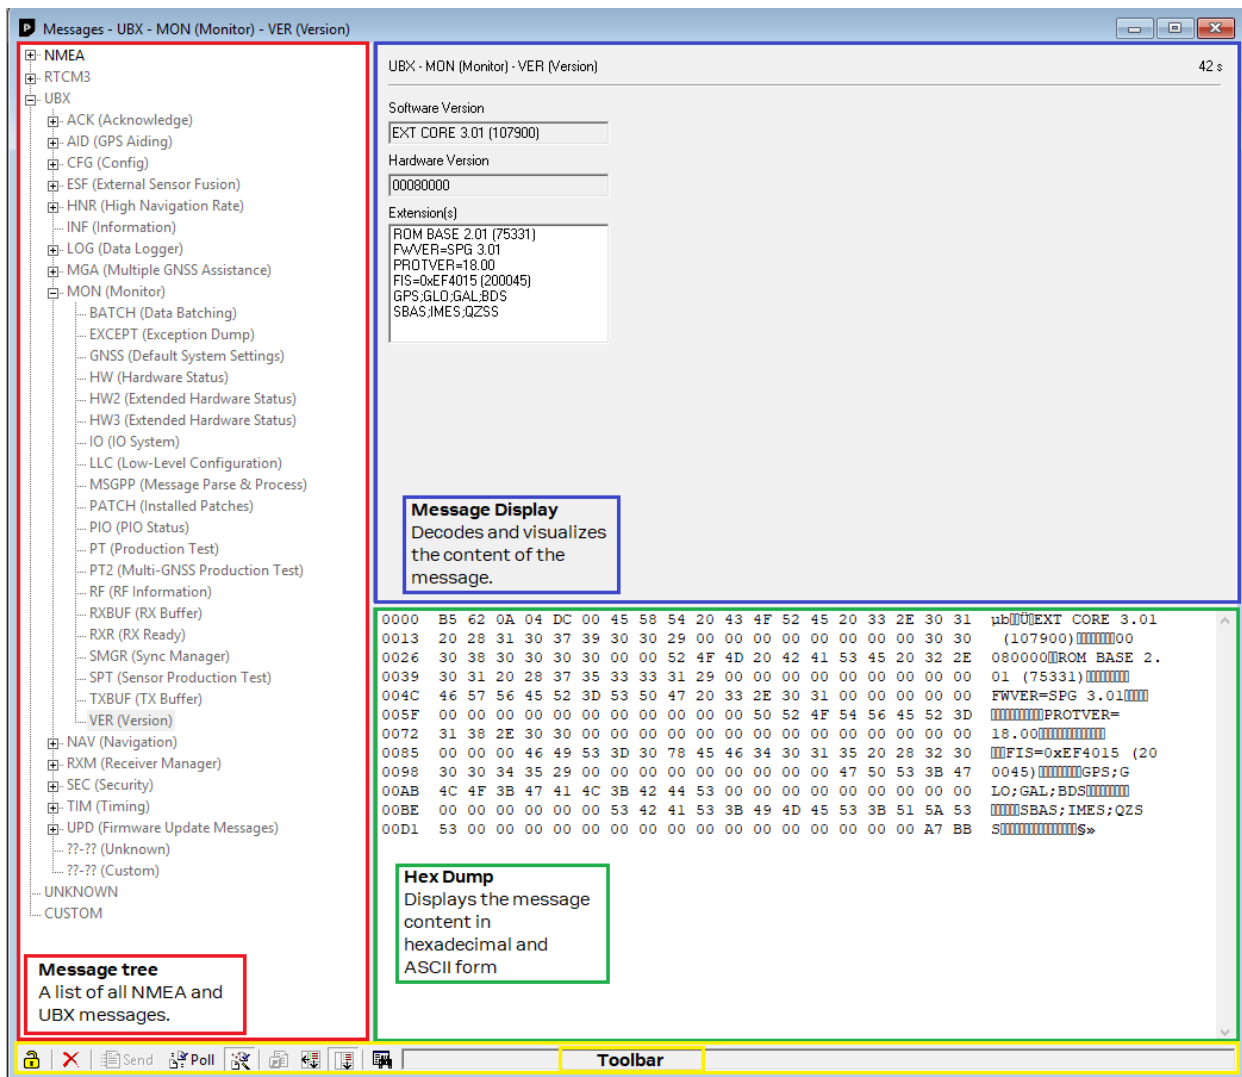 Messages - UBX - MON (Monitor) - VER (Version)
NMEA
RTCM3
UBX
ACK (Acknowledge)
AID (GPS Aiding)
CFG (Config)
ESF (External Sensor Fusion)
HNR (High Navigation Rate)
INF (Information)
LOG (Data Logger)
MGA (Multiple GNSS Assistance)
MON (Monitor)
BATCH (Data Batching)
EXCEPT (Exception Dump)
GNSS (Default System Settings)
HW (Hardware Status)
HW2 (Extended Hardware Status)
HW3 (Extended Hardware Status)
IO (IO System)
LLC (Low-Level Configuration)
MSGPP (Message Parse & Process)
PATCH (Installed Patches)
PIO (PIO Status)
PT (Production Test)
PT2 (Multi-GNSS Production Test)
RF (RF Information)
RXBUF (RX Buffer)
RXR (RX Ready)
SMGR (Sync Manager)
SPT (Sensor Production Test)
TXBUF (TX Buffer)
VER (Version)
NAV (Navigation)
RXM (Receiver Manager)
SEC (Security)
TIM (Timing)
UPD (Firmware Update Messages)
??-?? (Unknown)
??-?? (Custom)
UNKNOWN
CUSTOM
Message tree
A list of all NMEA and
UBX messages.
UBX - MON (Monitor) - VER (Version) 42 s
Software Version
EXT CORE 3.01 (107900)
Hardware Version
00080000
Extension(s)
ROM BASE 2.01 (75331)
FWVER=SPG 3.01
PROTVER=18.00
FIS=0xEF4015 (200045)
GPS;GLO;GAL;BDS
SBAS;IMES;QZSS
Message Display
Decodes and visualizes
the content of the
message.
0000 B5 62 0A 04 DC 00 45 58 54 20 43 4F 52 45 20 33 2E 30 31 µbÜEXT CORE 3.01
0013 20 28 31 30 37 39 30 30 29 00 00 00 00 00 00 00 00 30 30 (107900)00
0026 30 38 30 30 30 30 00 00 52 4F 4D 20 42 41 53 45 20 32 2E 080000ROM BASE 2.
0039 30 31 20 28 37 35 33 33 31 29 00 00 00 00 00 00 00 00 00 01 (75331)
004C 46 57 56 45 52 3D 53 50 47 20 33 2E 30 31 00 00 00 00 00 FWVER=SPG 3.01
005F 00 00 00 00 00 00 00 00 00 00 00 50 52 4F 54 56 45 52 3D PROTVER=
0072 31 38 2E 30 30 00 00 00 00 00 00 00 00 00 00 00 00 00 00 18.00
0085 00 00 00 46 49 53 3D 30 78 45 46 34 30 31 35 20 28 32 30 FIS=0xEF4015 (20
0098 30 30 34 35 29 00 00 00 00 00 00 00 00 00 47 50 53 3B 47 0045)GPS;G
00AB 4C 4F 3B 47 41 4C 3B 42 44 53 00 00 00 00 00 00 00 00 00 LO;GAL;BDS
00BE 00 00 00 00 00 00 53 42 41 53 3B 49 4D 45 53 3B 51 5A 53 SBAS;IMES;QZS
00D1 53 00 00 00 00 00 00 00 00 00 00 00 00 00 00 00 00 A7 BB S§»
Hex Dump
Displays the message
content in
hexadecimal and
ASCII form
Send Poll Toolbar